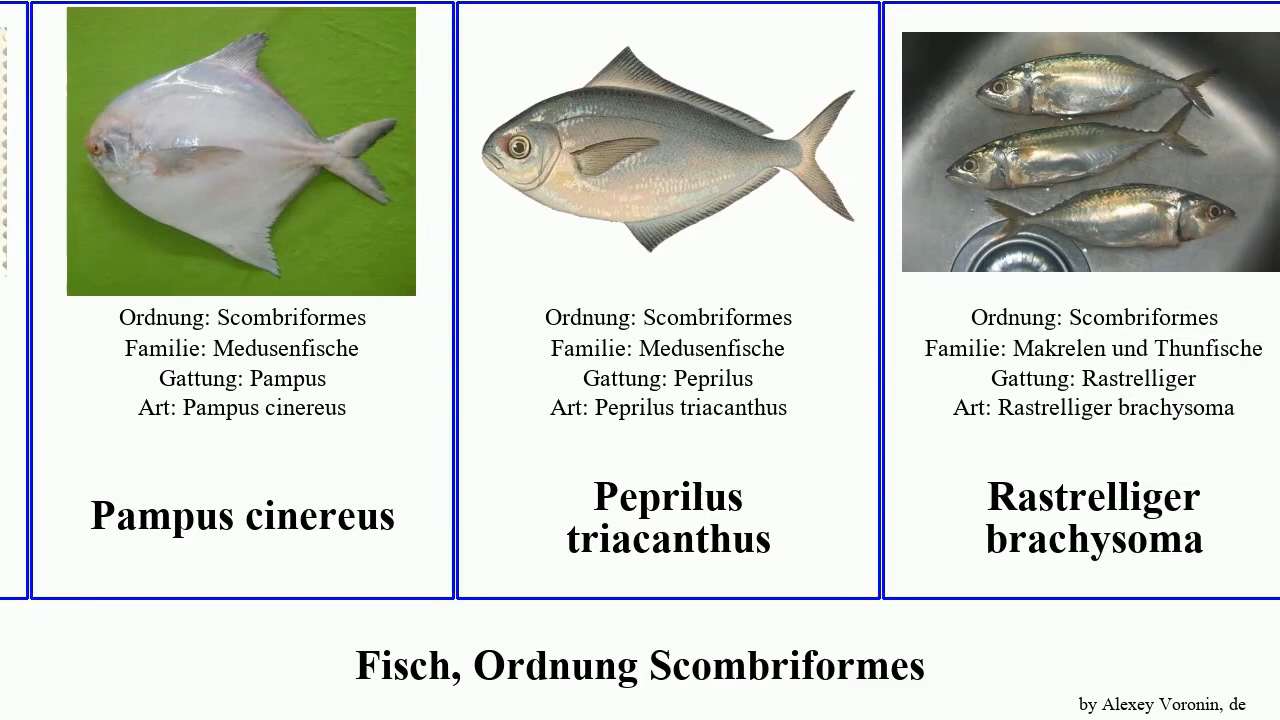 Ordnung: Scombriformes
Familie: Medusenfische
Gattung: Pampus
Art: Pampus cinereus
Pampus cinereus
Ordnung: Scombriformes
Familie: Medusenfische
Gattung: Peprilus
Art: Peprilus triacanthus
Peprilus
triacanthus
Ordnung: Scombriformes
Familie: Makrelen und Thunfische
Gattung: Rastrelliger
Art: Rastrelliger brachysoma
Rastrelliger
brachysoma
Fisch, Ordnung Scombriformes
by Alexey Voronin, de